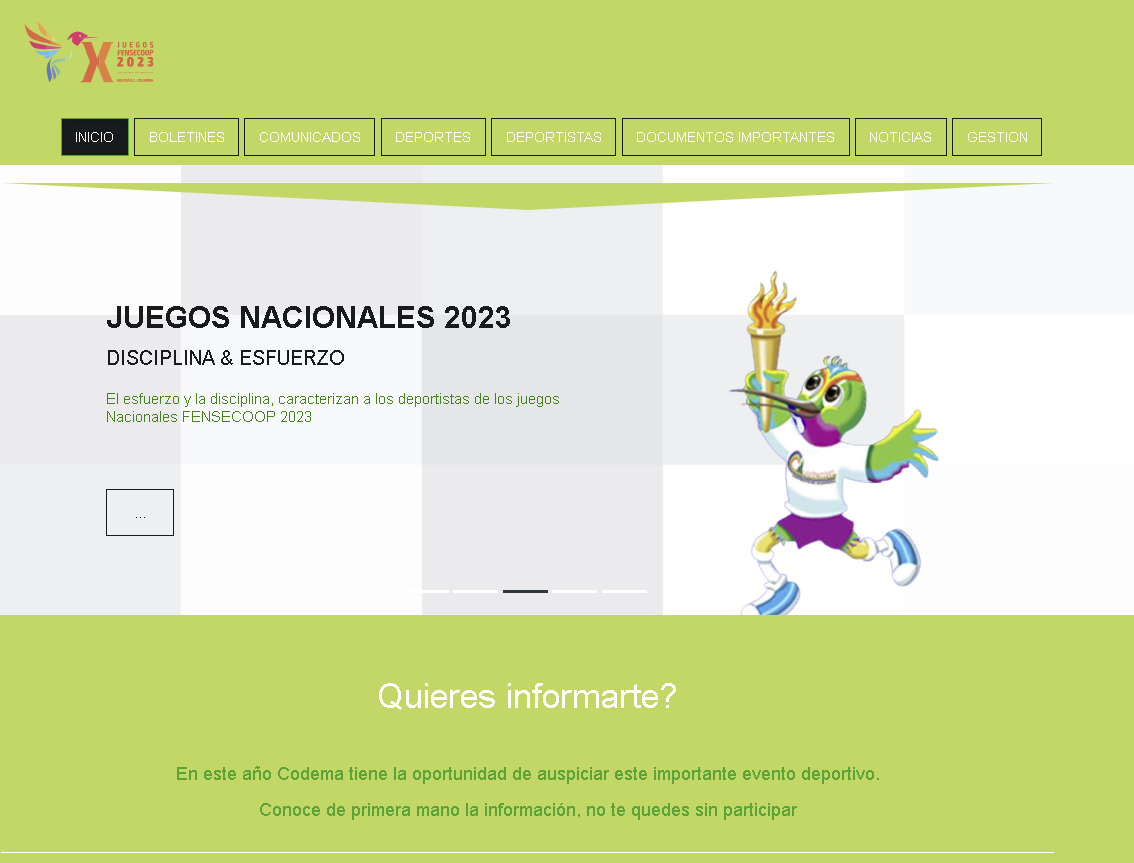 X JUEGOS
FENSECOOP
2023
INICIO
BOLETINES
COMUNICADOS
DEPORTES
DEPORTISTAS
DOCUMENTOS IMPORTANTES
NOTICIAS
GESTION
JUEGOS NACIONALES 2023
DISCIPLINA & ESFUERZO
El esfuerzo y la disciplina, caracterizan a los deportistas de los juegos
Nacionales FENSECOOP 2023
...
Quieres informarte?
En este año Codema tiene la oportunidad de auspiciar este importante evento deportivo.
Conoce de primera mano la información, no te quedes sin participar